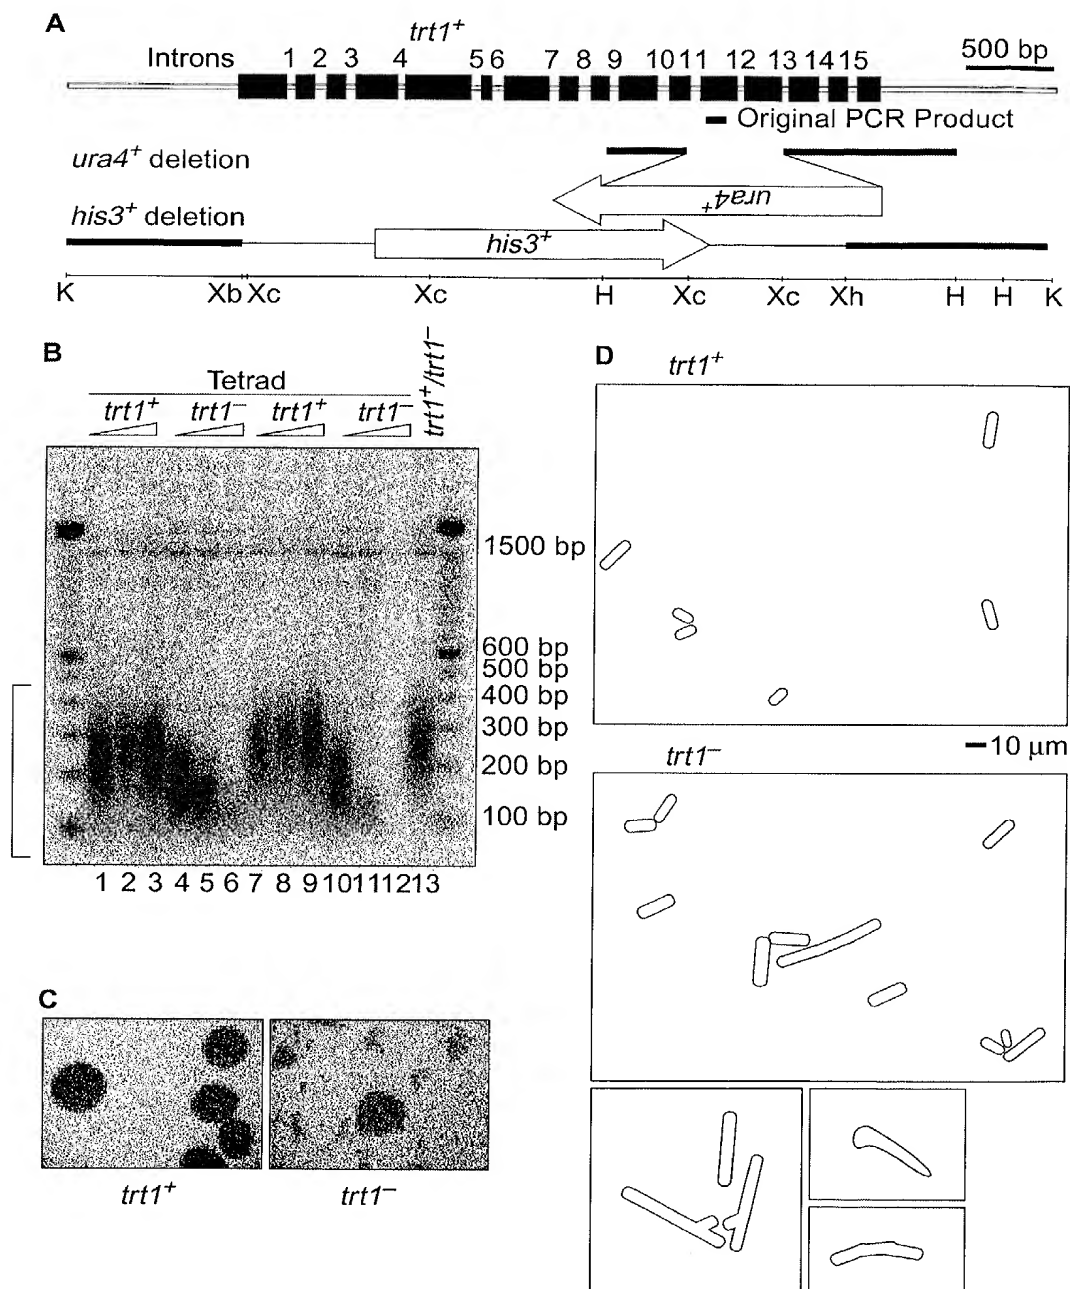 A
trt1+
Introns 1 2 3 4 5 6 7 8 9 10 11 12 13 14 15
500 bp
Original PCR Product
ura4+ deletion
ura4+
his3+ deletion
his3+
K Xb Xc Xc H Xc Xc Xh H H K
B
Tetrad
trt1+ trt1− trt1+ trt1− trt1+/trt1−
1500 bp
600 bp
500 bp
400 bp
300 bp
200 bp
100 bp
1 2 3 4 5 6 7 8 9 10 11 12 13
C
trt1+ trt1−
D
trt1+
10 μm
trt1−